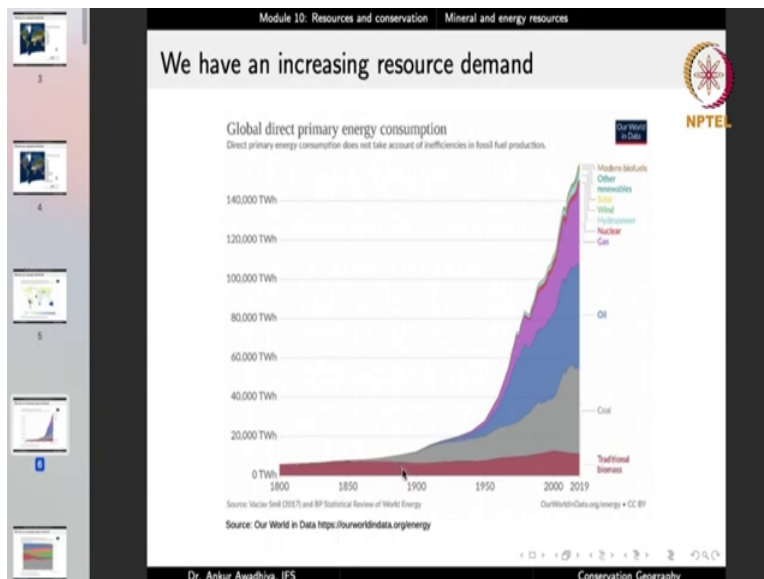 Module 10: Resources and conservation Mineral and energy resources
We have an increasing resource demand
NPTEL
Global direct primary energy consumption
Direct primary energy consumption does not take account of inefficiencies in fossil fuel production.
Our World
in Data
Modern biofuels
Other
renewables
Solar
Wind
Hydropower
Nuclear
Gas
Oil
Coal
Traditional
biomass
140,000 TWh
120,000 TWh
100,000 TWh
80,000 TWh
60,000 TWh
40,000 TWh
20,000 TWh
0 TWh
1800 1850 1900 1950 2000 2019
Source: Vaclav Smil (2017) and BP Statistical Review of World Energy
OurWorldInData.org/energy • CC BY
Source: Our World in Data https://ourworldindata.org/energy
Dr. Ankur Awadhiya, IFS Conservation Geography
3
4
5
6